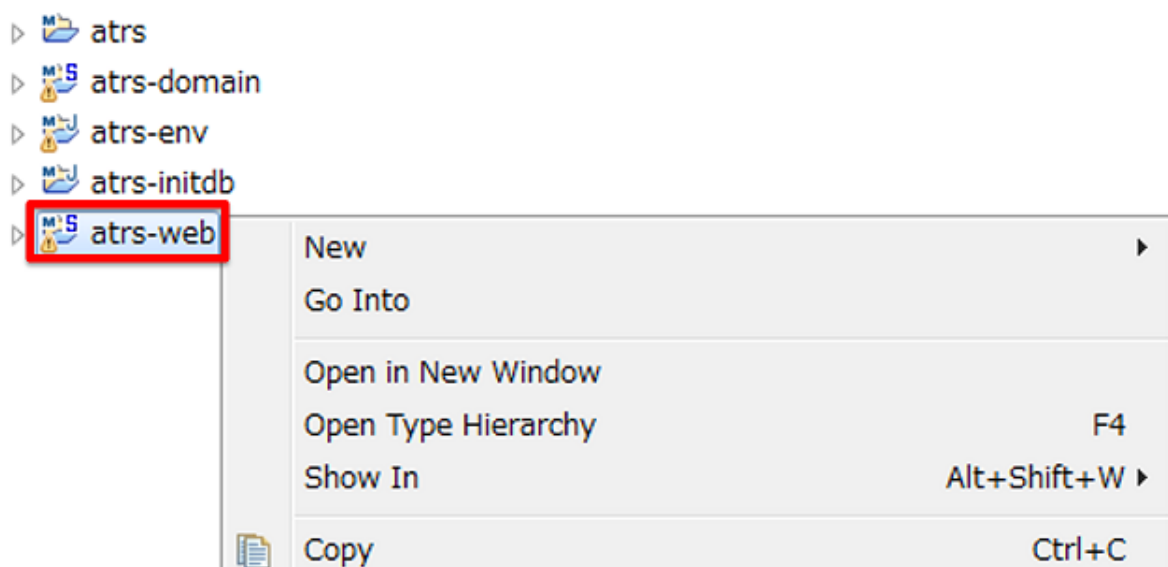 atrs
atrs-domain
atrs-env
atrs-initdb
atrs-web
New
Go Into
Open in New Window
Open Type Hierarchy F4
Show In Alt+Shift+W
Copy Ctrl+C